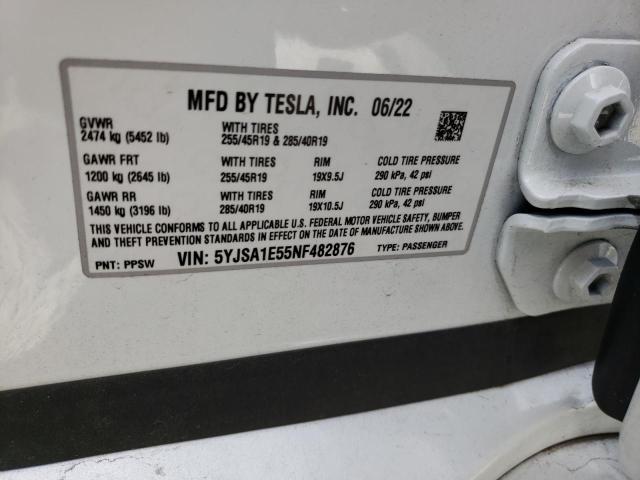 MFD BY TESLA, INC. 06/22
GVWR WITH TIRES
2474 kg (5452 lb) 255/45R19 & 285/40R19
GAWR FRT WITH TIRES RIM COLD TIRE PRESSURE
1200 kg (2645 lb) 255/45R19 19X9.5J 290 kPa, 42 psi
GAWR RR WITH TIRES RIM COLD TIRE PRESSURE
1450 kg (3196 lb) 285/40R19 19X10.5J 290 kPa, 42 psi
THIS VEHICLE CONFORMS TO ALL APPLICABLE U.S. FEDERAL MOTOR VEHICLE SAFETY, BUMPER
AND THEFT PREVENTION STANDARDS IN EFFECT ON THE DATE OF MANUFACTURE SHOWN ABOVE.
PNT: PPSW VIN: 5YJSA1E55NF482876 TYPE: PASSENGER